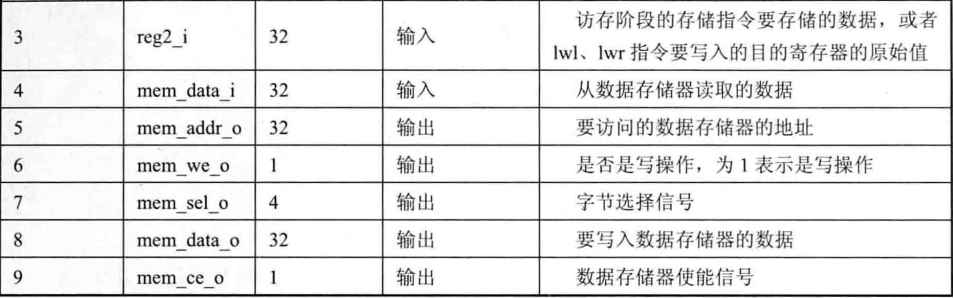 3 reg2_i 32 输入 访存阶段的存储指令要存储的数据，或者
lwl、lwr 指令要写入的目的寄存器的原始值
4 mem_data_i 32 输入 从数据存储器读取的数据
5 mem_addr_o 32 输出 要访问的数据存储器的地址
6 mem_we_o 1 输出 是否是写操作，为 1 表示是写操作
7 mem_sel_o 4 输出 字节选择信号
8 mem_data_o 32 输出 要写入数据存储器的数据
9 mem_ce_o 1 输出 数据存储器使能信号